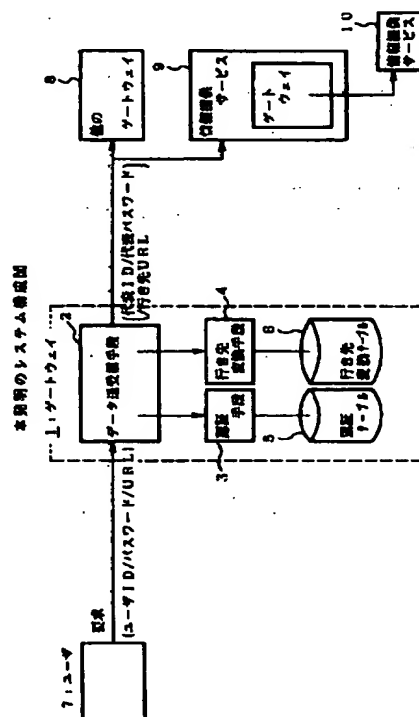 本発明のシステム構成図
1:ゲートウェイ
7:ユーザ
要求
(ユーザID/パスワード/URL)
2
データ送受信手段
3
認証
手段
4
行き先
変換手段
5
認証
テーブル
6
行き先
変換テーブル
(代表ID/代表パスワード
/行き先URL)
8
他の
ゲートウェイ
9
情報提供
サービス
ゲート
ウェイ
10
情報提供
サービス